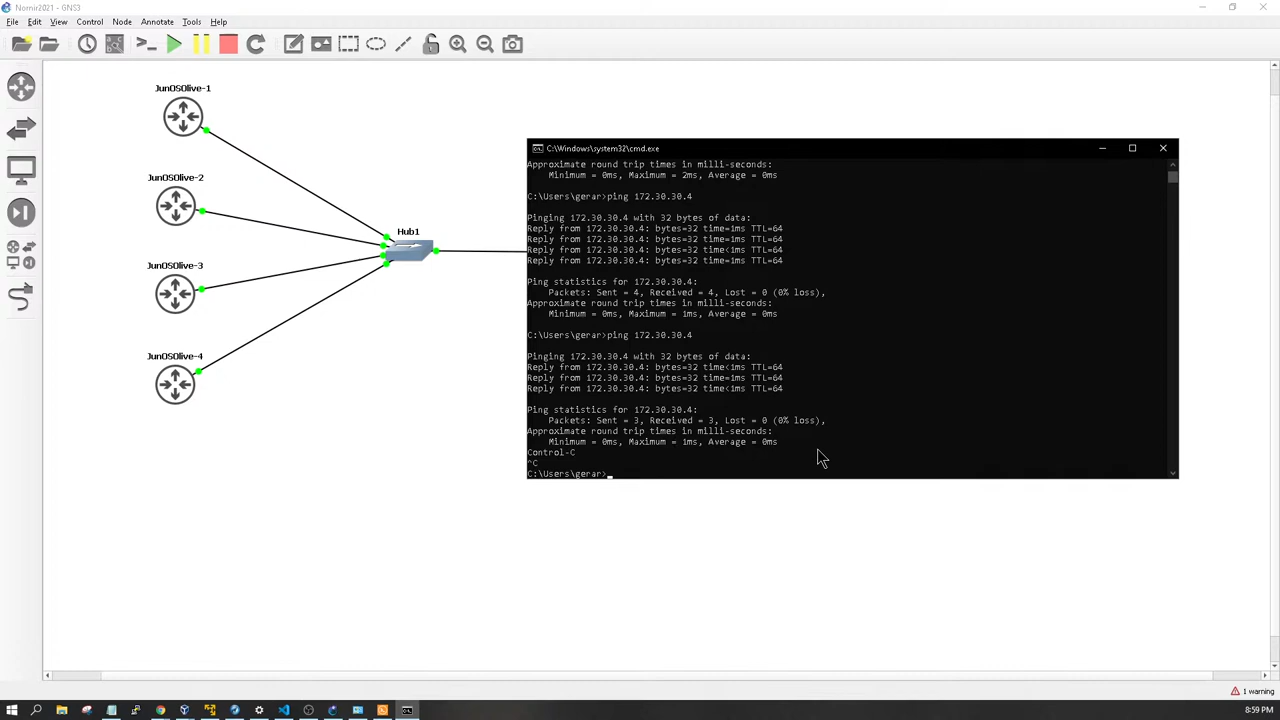 Nornir2021 - GNS3
File Edit View Control Node Annotate Tools Help
JunOSOlive-1
JunOSOlive-2
JunOSOlive-3
JunOSOlive-4
Hub1
C:\Windows\system32\cmd.exe
Approximate round trip times in milli-seconds:
Minimum = 0ms, Maximum = 2ms, Average = 0ms
C:\Users\gerar>ping 172.30.30.4
Pinging 172.30.30.4 with 32 bytes of data:
Reply from 172.30.30.4: bytes=32 time=1ms TTL=64
Reply from 172.30.30.4: bytes=32 time=1ms TTL=64
Reply from 172.30.30.4: bytes=32 time<1ms TTL=64
Reply from 172.30.30.4: bytes=32 time=1ms TTL=64
Ping statistics for 172.30.30.4:
Packets: Sent = 4, Received = 4, Lost = 0 (0% loss),
Approximate round trip times in milli-seconds:
Minimum = 0ms, Maximum = 1ms, Average = 0ms
C:\Users\gerar>ping 172.30.30.4
Pinging 172.30.30.4 with 32 bytes of data:
Reply from 172.30.30.4: bytes=32 time<1ms TTL=64
Reply from 172.30.30.4: bytes=32 time=1ms TTL=64
Reply from 172.30.30.4: bytes=32 time<1ms TTL=64
Ping statistics for 172.30.30.4:
Packets: Sent = 3, Received = 3, Lost = 0 (0% loss),
Approximate round trip times in milli-seconds:
Minimum = 0ms, Maximum = 1ms, Average = 0ms
Control-C
^C
C:\Users\gerar>
1 warning
8:59 PM